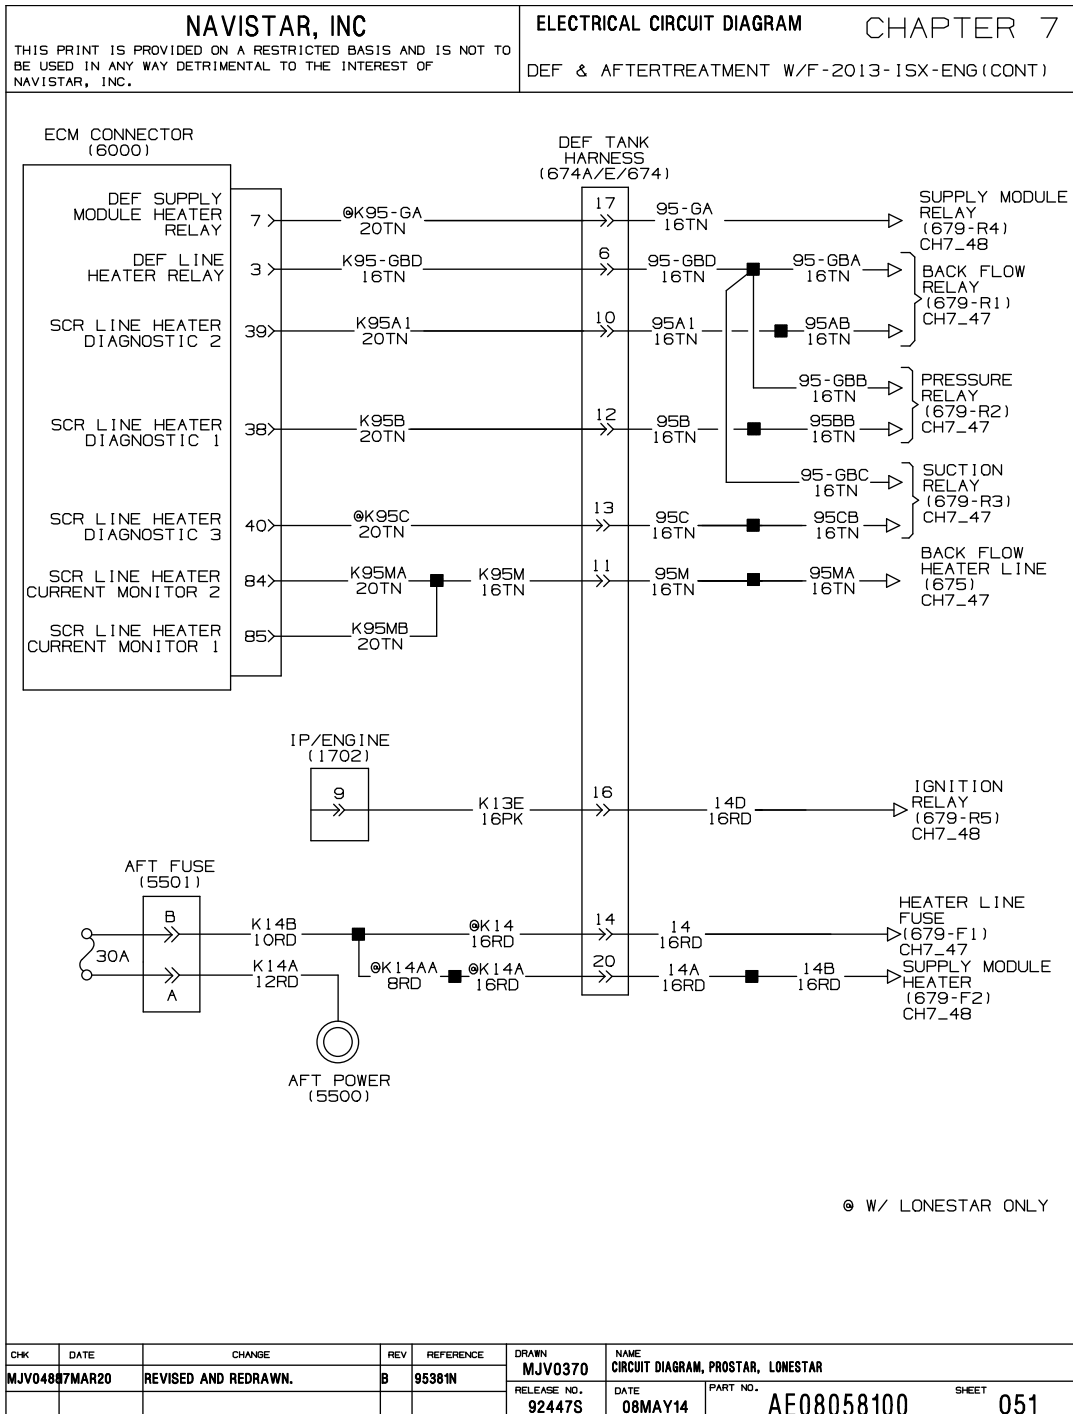 NAVISTAR, INC
THIS PRINT IS PROVIDED ON A RESTRICTED BASIS AND IS NOT TO
BE USED IN ANY WAY DETRIMENTAL TO THE INTEREST OF
NAVISTAR, INC.
ELECTRICAL CIRCUIT DIAGRAM
CHAPTER 7
DEF & AFTERTREATMENT W/F-2013-ISX-ENG(CONT)
ECM CONNECTOR
(6000)
DEF TANK
HARNESS
(674A/E/674)
DEF SUPPLY
MODULE HEATER
RELAY
7
@K95-GA
20TN
17
95-GA
16TN
SUPPLY MODULE
RELAY
(679-R4)
CH7_48
DEF LINE
HEATER RELAY
3
K95-GBD
16TN
6
95-GBD
16TN
95-GBA
16TN
BACK FLOW
RELAY
(679-R1)
CH7_47
SCR LINE HEATER
DIAGNOSTIC 2
39
K95A1
20TN
10
95A1
16TN
95AB
16TN
95-GBB
16TN
PRESSURE
RELAY
(679-R2)
CH7_47
SCR LINE HEATER
DIAGNOSTIC 1
38
K95B
20TN
12
95B
16TN
95BB
16TN
95-GBC
16TN
SUCTION
RELAY
(679-R3)
CH7_47
SCR LINE HEATER
DIAGNOSTIC 3
40
@K95C
20TN
13
95C
16TN
95CB
16TN
SCR LINE HEATER
CURRENT MONITOR 2
84
K95MA
20TN
K95M
16TN
11
95M
16TN
95MA
16TN
BACK FLOW
HEATER LINE
(675)
CH7_47
SCR LINE HEATER
CURRENT MONITOR 1
85
K95MB
20TN
IP/ENGINE
(1702)
9
K13E
16PK
16
14D
16RD
IGNITION
RELAY
(679-R5)
CH7_48
AFT FUSE
(5501)
30A
B
K14B
10RD
@K14
16RD
14
14
16RD
HEATER LINE
FUSE
(679-F1)
CH7_47
A
K14A
12RD
@K14AA
8RD
@K14A
16RD
20
14A
16RD
14B
16RD
SUPPLY MODULE
HEATER
(679-F2)
CH7_48
AFT POWER
(5500)
@ W/ LONESTAR ONLY
CHK DATE CHANGE REV REFERENCE
REVISED AND REDRAWN. B 95381N
DRAWN
MJV0370
NAME
CIRCUIT DIAGRAM, PROSTAR, LONESTAR
RELEASE NO.
92447S
DATE
08MAY14
PART NO.
AE08058100
SHEET
051